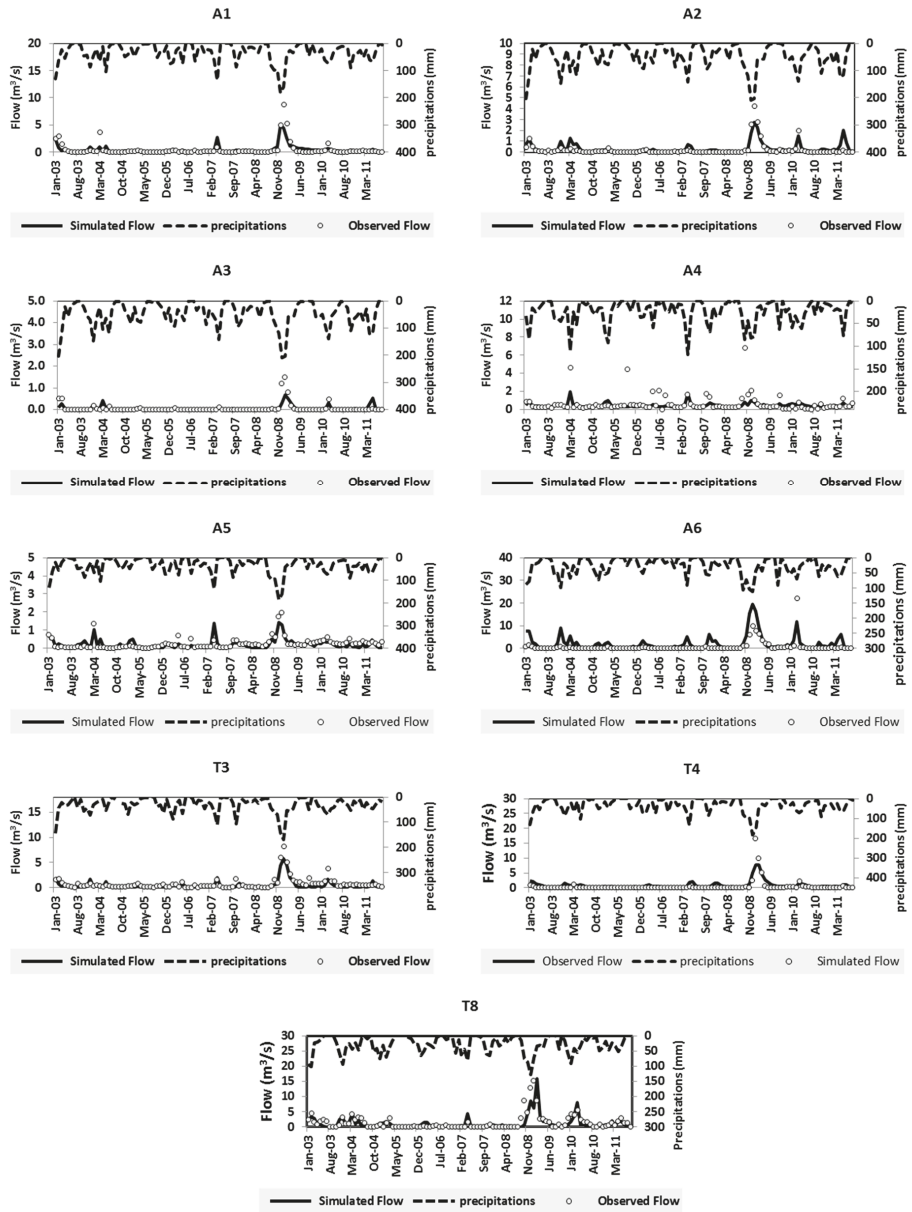 A1
Flow (m³/s)
20
15
10
5
0
0
100
200
300
400
precipitations (mm)
Jan-03
Aug-03
Mar-04
Oct-04
May-05
Dec-05
Jul-06
Feb-07
Sep-07
Apr-08
Nov-08
Jun-09
Jan-10
Aug-10
Mar-11
Simulated Flow precipitations Observed Flow
A2
Flow (m³/s)
10
9
8
7
6
5
4
3
2
1
0
0
100
200
300
400
precipitations (mm)
Jan-03
Aug-03
Mar-04
Oct-04
May-05
Dec-05
Jul-06
Feb-07
Sep-07
Apr-08
Nov-08
Jun-09
Jan-10
Aug-10
Mar-11
Simulated Flow precipitations Observed Flow
A3
Flow (m³/s)
5.0
4.0
3.0
2.0
1.0
0.0
0
100
200
300
400
precipitations (mm)
Jan-03
Aug-03
Mar-04
Oct-04
May-05
Dec-05
Jul-06
Feb-07
Sep-07
Apr-08
Nov-08
Jun-09
Jan-10
Aug-10
Mar-11
Simulated Flow precipitations Observed Flow
A4
Flow (m³/s)
12
10
8
6
4
2
0
0
50
100
150
200
precipitations (mm)
Jan-03
Aug-03
Mar-04
Oct-04
May-05
Dec-05
Jul-06
Feb-07
Sep-07
Apr-08
Nov-08
Jun-09
Jan-10
Aug-10
Mar-11
Simulated Flow precipitations Observed Flow
A5
Flow (m³/s)
5
4
3
2
1
0
0
100
200
300
400
precipitations (mm)
Jan-03
Aug-03
Mar-04
Oct-04
May-05
Dec-05
Jul-06
Feb-07
Sep-07
Apr-08
Nov-08
Jun-09
Jan-10
Aug-10
Mar-11
Simulated Flow precipitations Observed Flow
A6
Flow (m³/s)
40
30
20
10
0
0
50
100
150
200
250
300
precipitations (mm)
Jan-03
Aug-03
Mar-04
Oct-04
May-05
Dec-05
Jul-06
Feb-07
Sep-07
Apr-08
Nov-08
Jun-09
Jan-10
Aug-10
Mar-11
Simulated Flow precipitations Observed Flow
T3
Flow (m³/s)
15
10
5
0
0
100
200
300
precipitations (mm)
Jan-03
Aug-03
Mar-04
Oct-04
May-05
Dec-05
Jul-06
Feb-07
Sep-07
Apr-08
Nov-08
Jun-09
Jan-10
Aug-10
Mar-11
Simulated Flow precipitations Observed Flow
T4
Flow (m³/s)
30
25
20
15
10
5
0
0
100
200
300
400
precipitations (mm)
Jan-03
Aug-03
Mar-04
Oct-04
May-05
Dec-05
Jul-06
Feb-07
Sep-07
Apr-08
Nov-08
Jun-09
Jan-10
Aug-10
Mar-11
Observed Flow precipitations Simulated Flow
T8
Flow (m³/s)
30
25
20
15
10
5
0
0
50
100
150
200
250
300
Precipitations (mm)
Jan-03
Aug-03
Mar-04
Oct-04
May-05
Dec-05
Jul-06
Feb-07
Sep-07
Apr-08
Nov-08
Jun-09
Jan-10
Aug-10
Mar-11
Simulated Flow precipitations Observed Flow